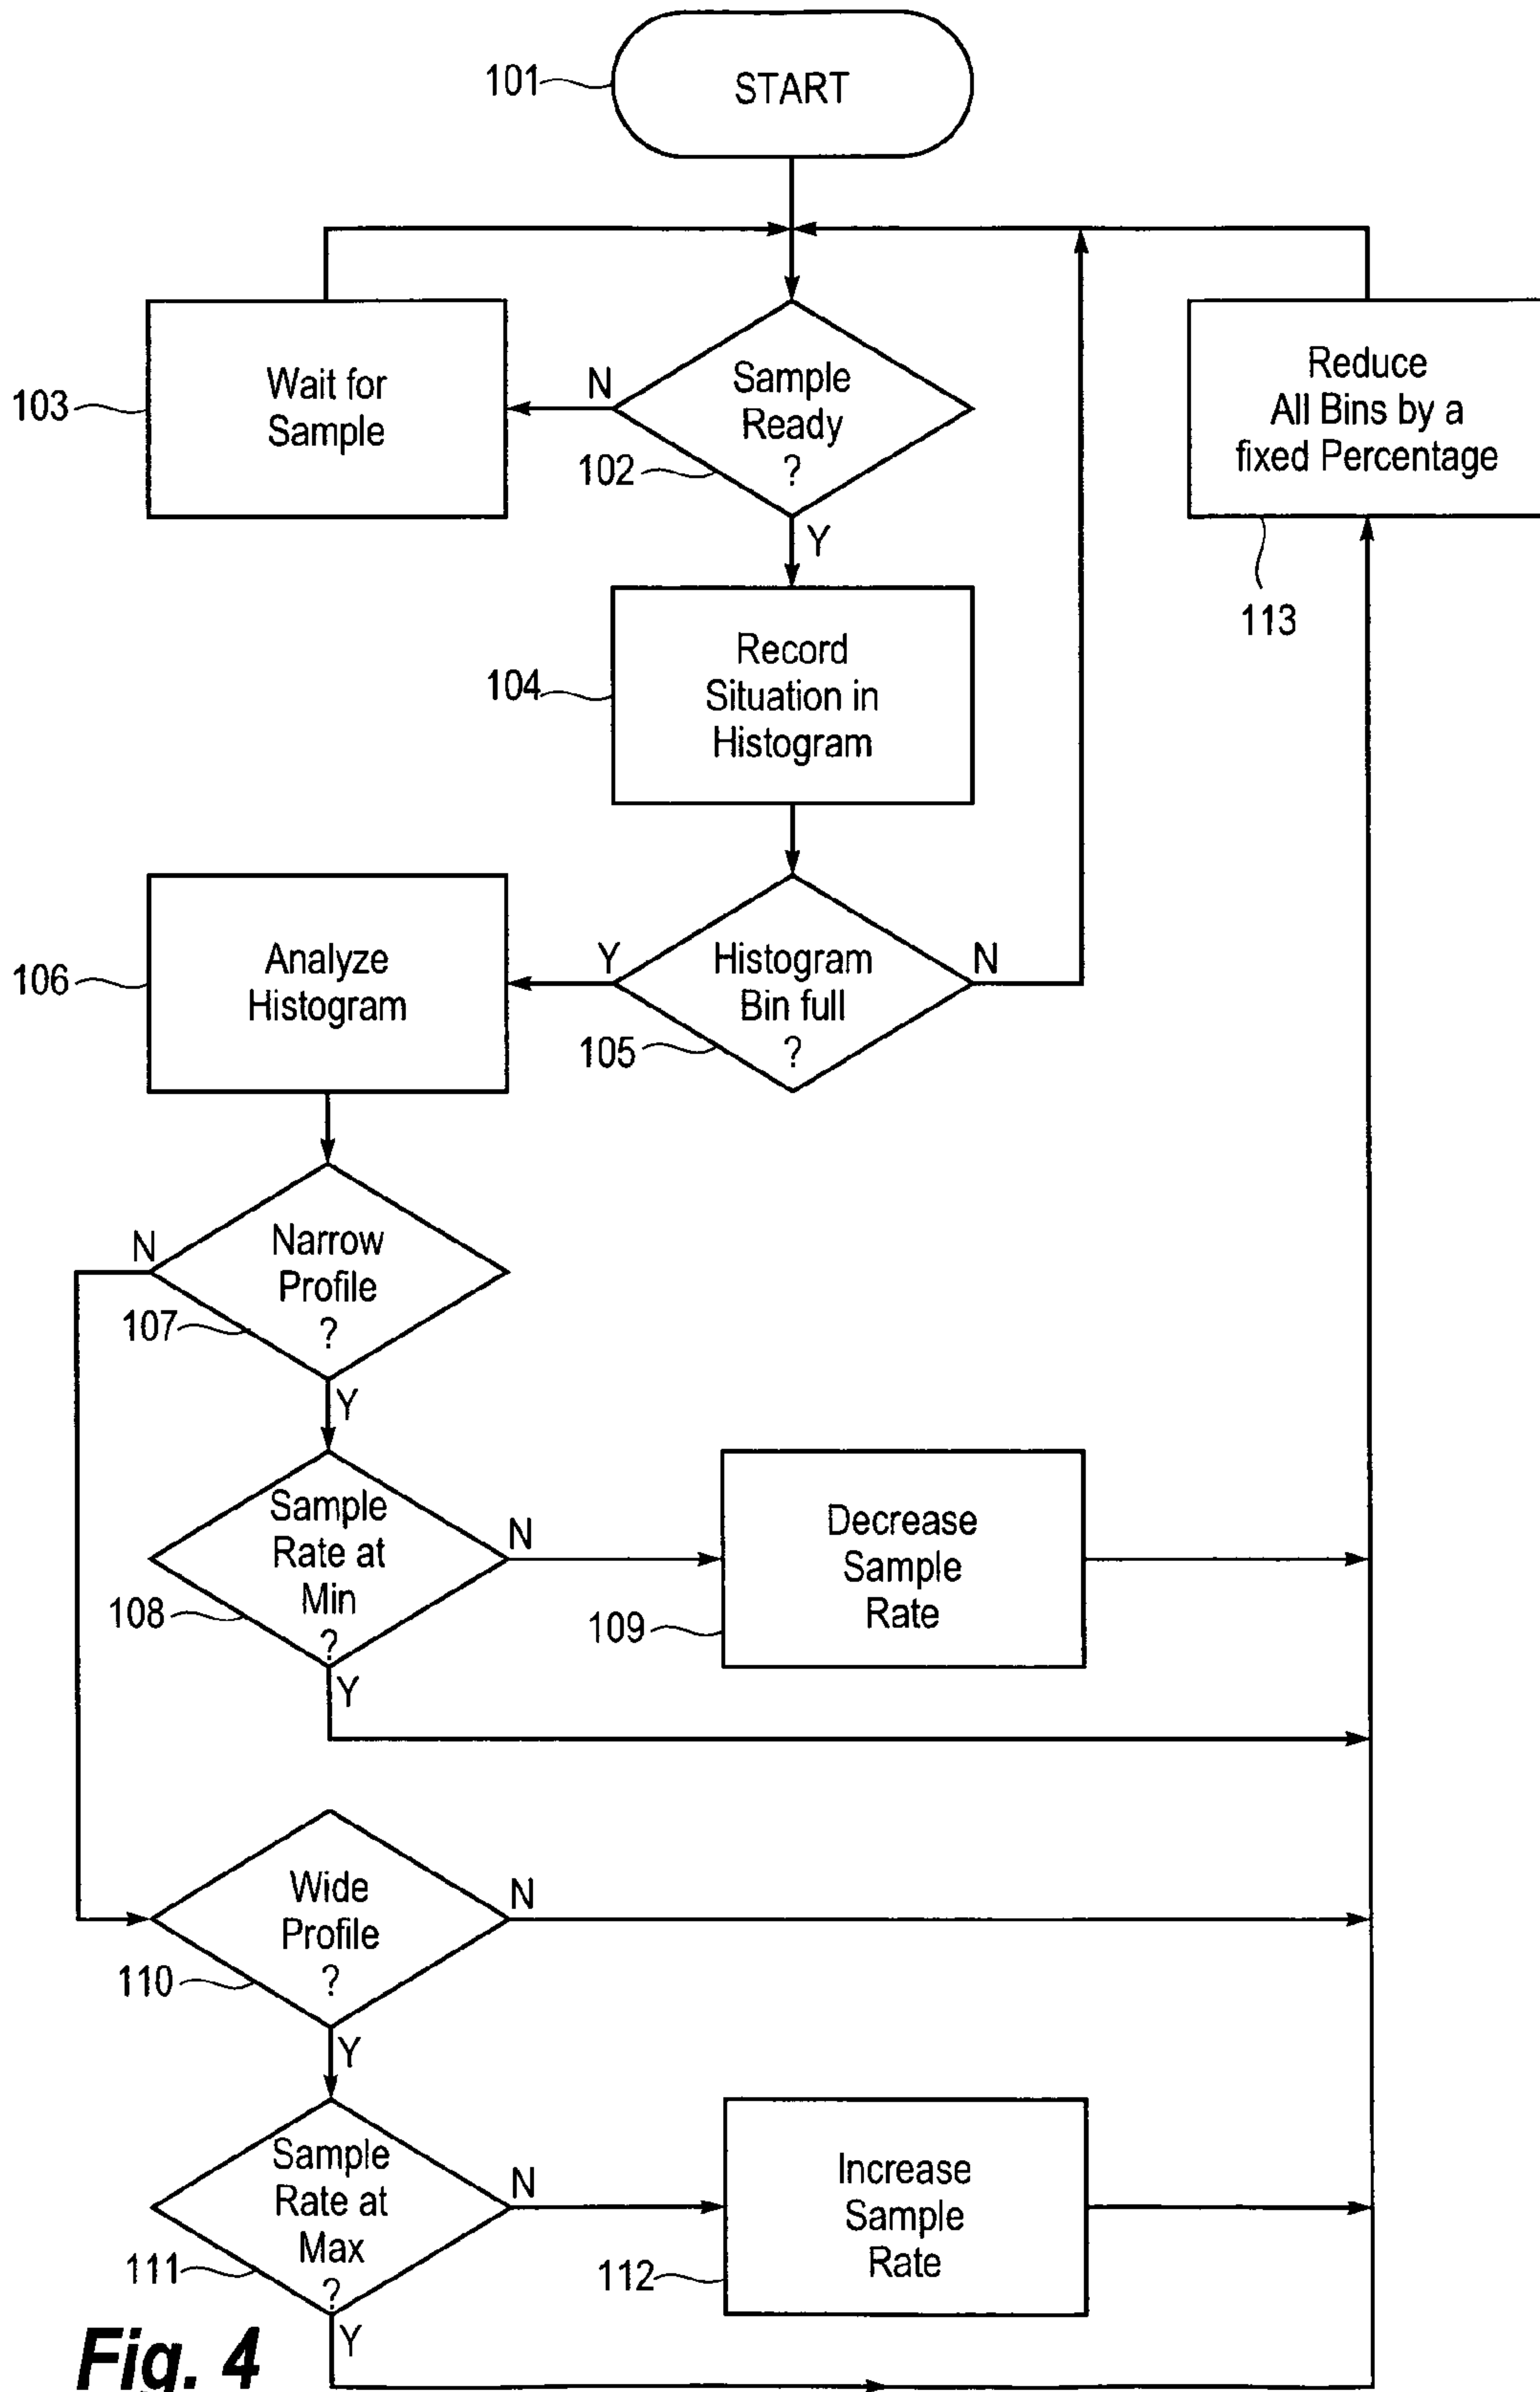 101
START
103
Wait for
Sample
N
Sample
Ready
?
102
Y
Reduce
All Bins by a
fixed Percentage
113
104
Record
Situation in
Histogram
106
Analyze
Histogram
Y
Histogram
Bin full
?
N
105
N
Narrow
Profile
?
107
Y
Sample
Rate at
Min
?
108
N
Y
Decrease
Sample
Rate
109
Wide
Profile
?
N
110
Y
Sample
Rate at
Max
?
111
N
Y
Increase
Sample
Rate
112
Fig. 4